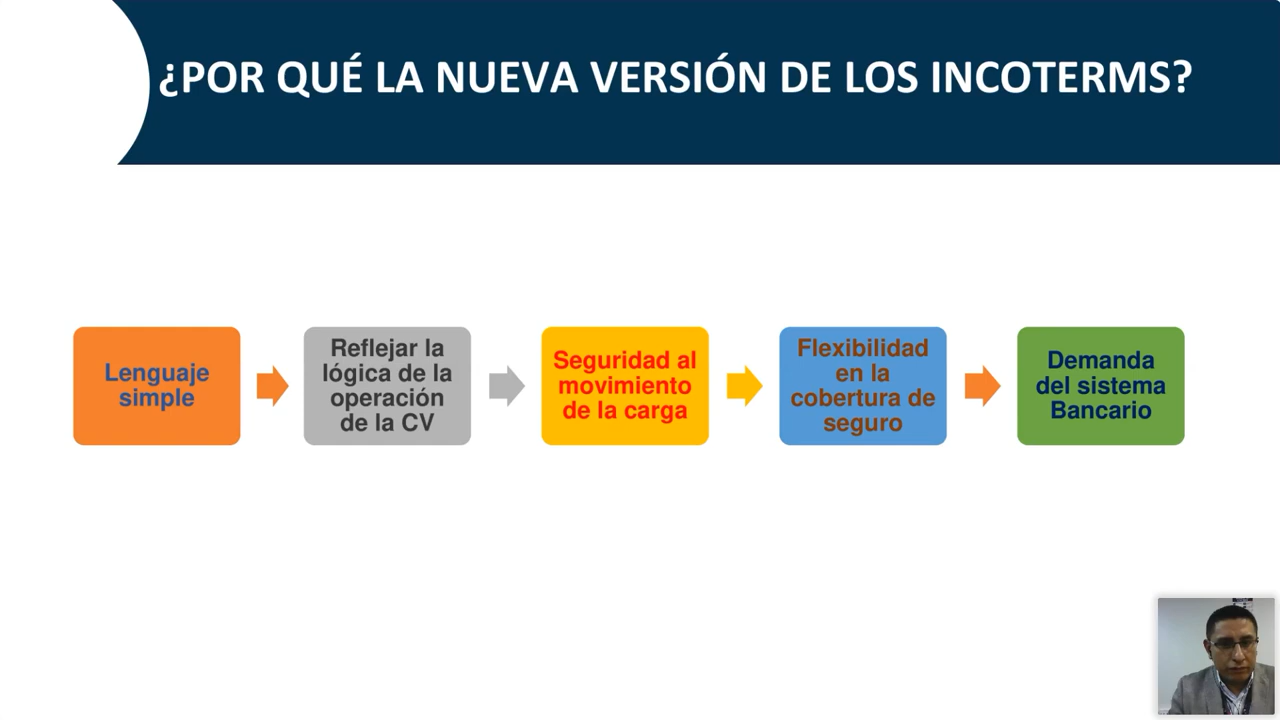 ¿POR QUÉ LA NUEVA VERSIÓN DE LOS INCOTERMS?
Lenguaje
simple
Reflejar la
lógica de la
operación
de la CV
Seguridad al
movimiento
de la carga
Flexibilidad
en la
cobertura de
seguro
Demanda
del sistema
Bancario